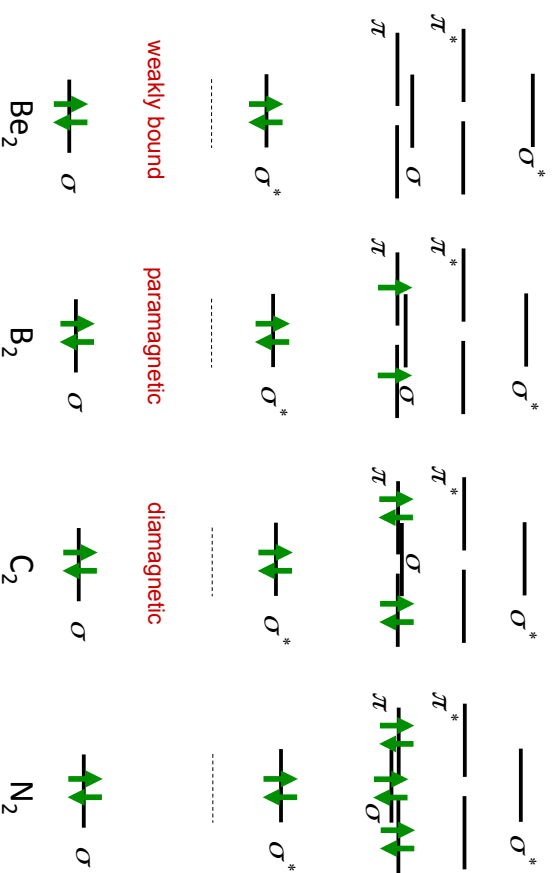 σ* σ* σ* σ*
π* π* π* π*
π σ π σ π σ π σ
σ* σ* σ* σ*
weakly bound paramagnetic diamagnetic
σ σ σ σ
Be₂ B₂ C₂ N₂